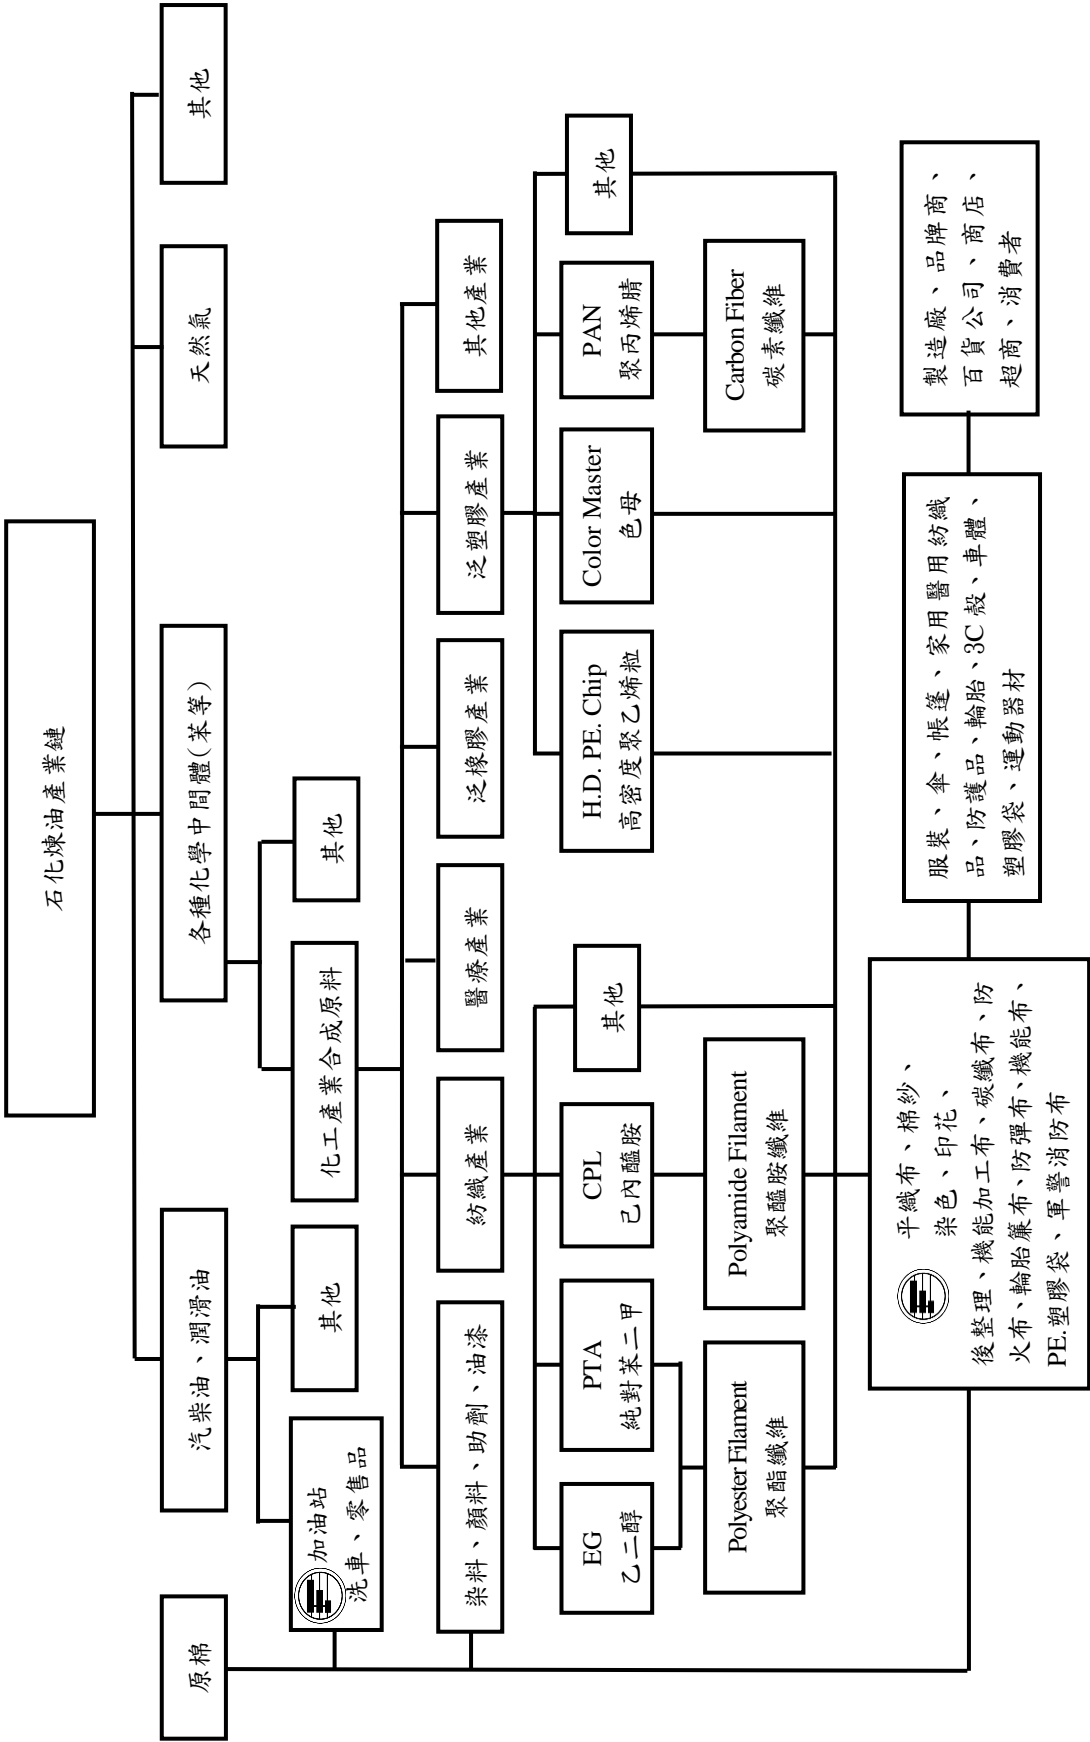 石化煉油產業鏈
原棉
汽柴油、潤滑油
各種化學中間體(苯等)
天然氣
其他
加油站
洗車、零售品
其他
化工產業合成原料
其他
染料、顏料、助劑、油漆
紡織產業
醫療產業
泛橡膠產業
泛塑膠產業
其他產業
EG
乙二醇
PTA
純對苯二甲
CPL
己內醯胺
其他
H.D. PE. Chip
高密度聚乙烯粒
Color Master
色母
PAN
聚丙烯腈
其他
Polyester Filament
聚酯纖維
Polyamide Filament
聚醯胺纖維
Carbon Fiber
碳素纖維
平織布、棉紗、
染色、印花、
後整理、機能加工布、碳纖布、防
火布、輪胎簾布、防彈布、機能布、
PE.塑膠袋、軍警消防布
服裝、傘、帳篷、家用醫用紡織
品、防護品、輪胎、3C 殼、車體、
塑膠袋、運動器材
製造廠、品牌商、
百貨公司、商店、
超商、消費者